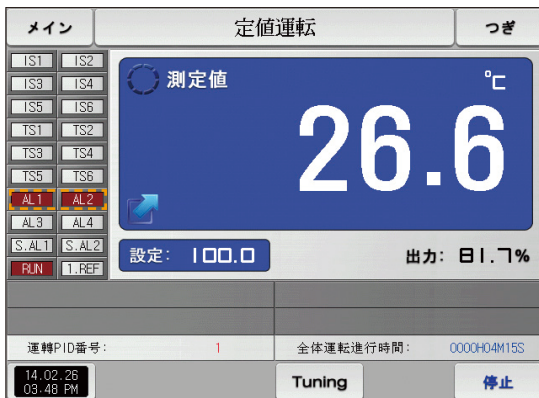 メイン 定値運転 つぎ
IS1 IS2
IS3 IS4
IS5 IS6
TS1 TS2
TS3 TS4
TS5 TS6
AL1 AL2
AL3 AL4
S.AL1 S.AL2
RUN 1.REF
測定値 ℃
26.6
設定: 100.0 出力: 81.7%
運轉PID番号: 1 全体運転進行時間: 0000H04M15S
14.02.26
03:48 PM
Tuning 停止